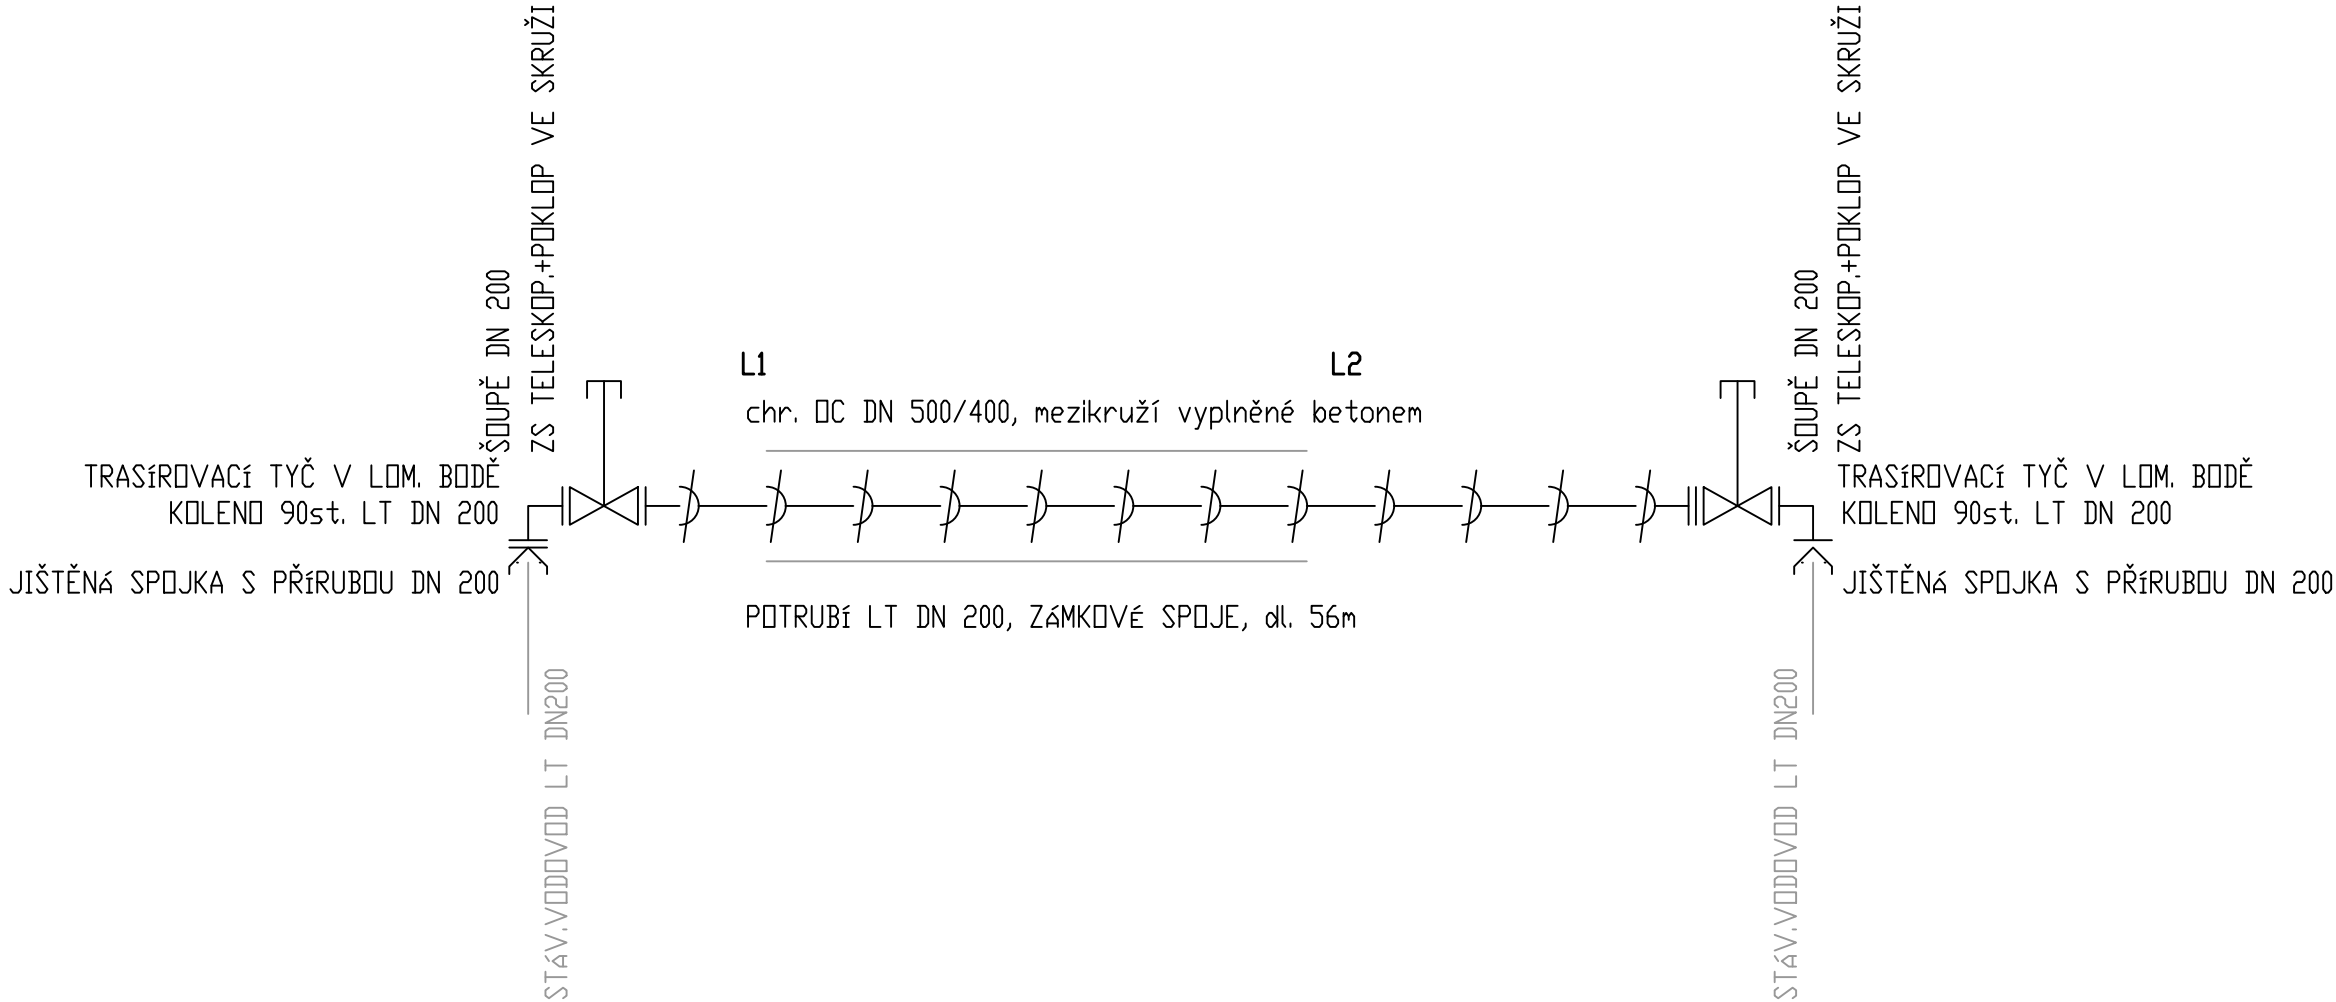 ŠOUPĚ DN 200
ZS TELESKOP.+POKLOP VE SKRUŽI
TRASÍROVACÍ TYČ V LOM. BODĚ
KOLENO 90st. LT DN 200
JIŠTĚNÁ SPOJKA S PŘÍRUBOU DN 200
STÁV.VODOVOD LT DN200
L1
L2
chr. OC DN 500/400, mezikruží vyplněné betonem
POTRUBÍ LT DN 200, ZÁMKOVÉ SPOJE, dl. 56m
ŠOUPĚ DN 200
ZS TELESKOP.+POKLOP VE SKRUŽI
TRASÍROVACÍ TYČ V LOM. BODĚ
KOLENO 90st. LT DN 200
JIŠTĚNÁ SPOJKA S PŘÍRUBOU DN 200
STÁV.VODOVOD LT DN200